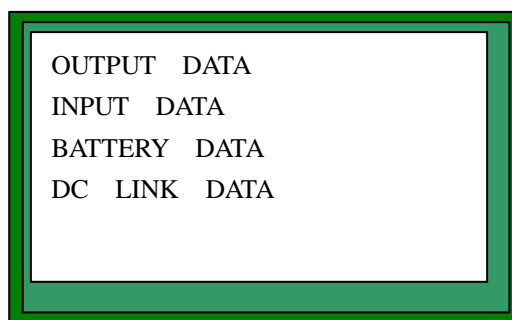 OUTPUT DATA
INPUT DATA
BATTERY DATA
DC LINK DATA